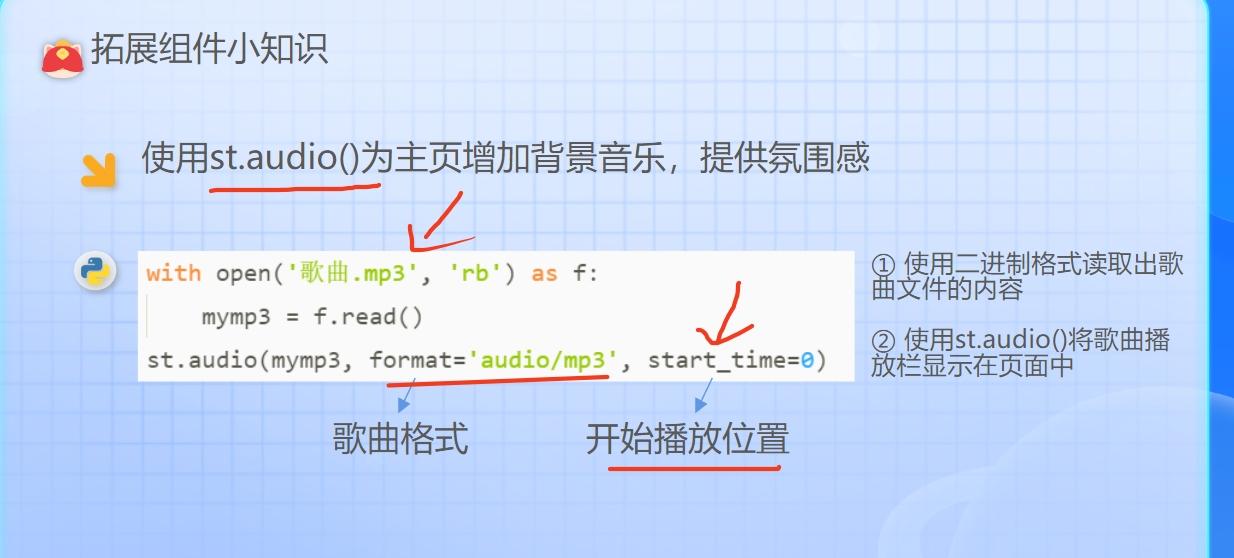 拓展组件小知识
使用st.audio()为主页增加背景音乐，提供氛围感
with open('歌曲.mp3', 'rb') as f:
    mymp3 = f.read()
st.audio(mymp3, format='audio/mp3', start_time=0)
① 使用二进制格式读取出歌
曲文件的内容
② 使用st.audio()将歌曲播
放栏显示在页面中
歌曲格式
开始播放位置